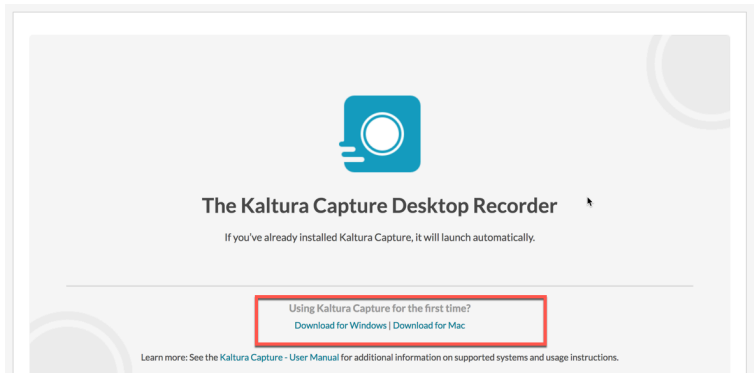 The Kaltura Capture Desktop Recorder
If you've already installed Kaltura Capture, it will launch automatically.
Using Kaltura Capture for the first time?
Download for Windows | Download for Mac
Learn more: See the Kaltura Capture - User Manual for additional information on supported systems and usage instructions.